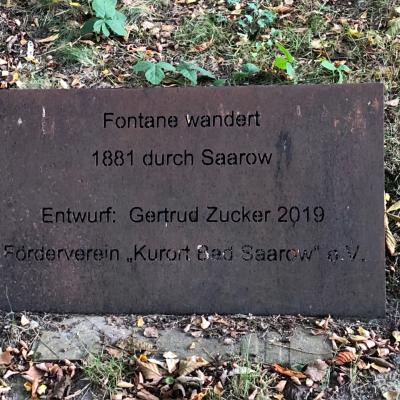 Fontane wandert
1881 durch Saarow
Entwurf: Gertrud Zucker 2019
Förderverein „Kurort Bad Saarow“ e.V.